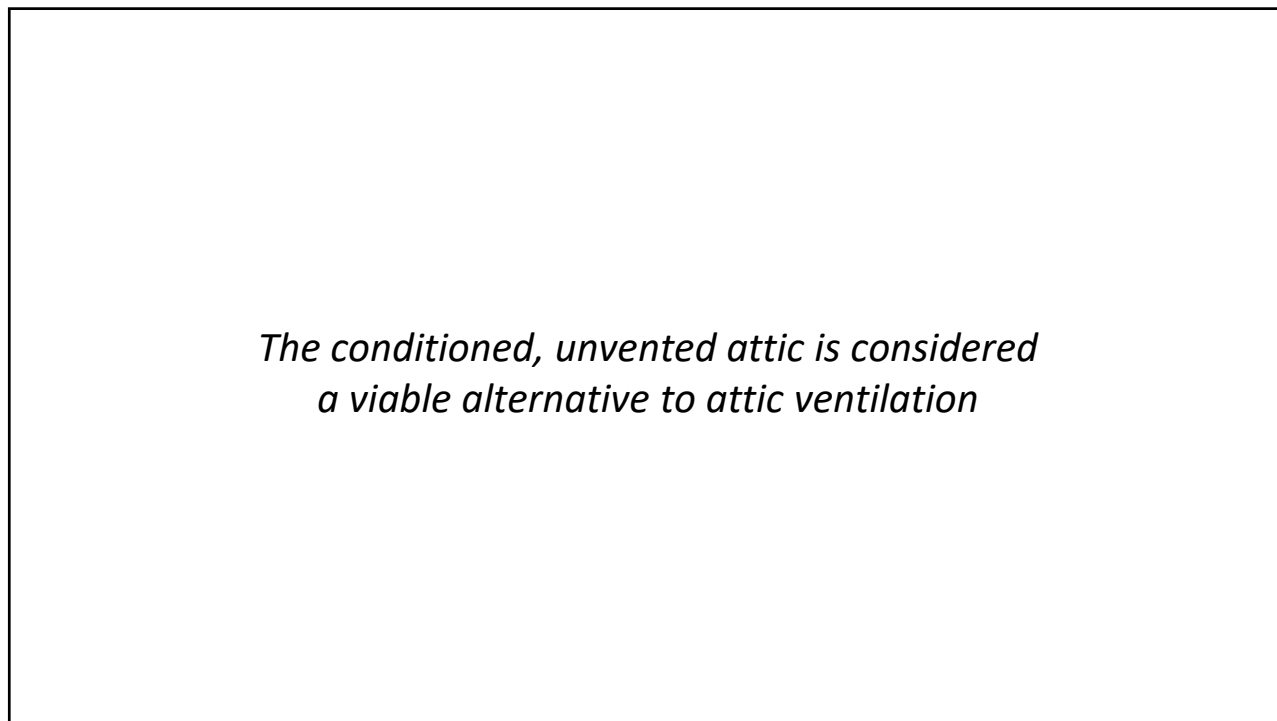 The conditioned, unvented attic is considered
a viable alternative to attic ventilation